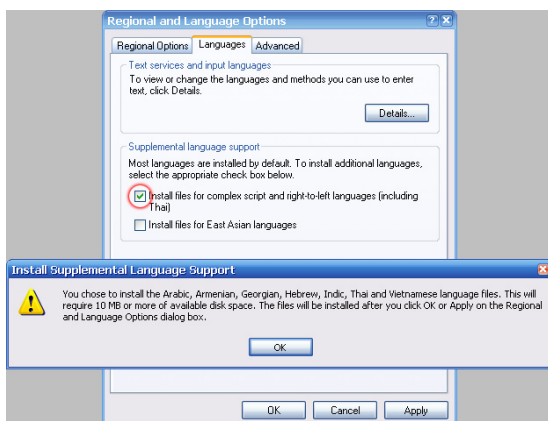 Regional and Language Options
Regional Options Languages Advanced
Text services and input languages
To view or change the languages and methods you can use to enter
text, click Details.
Details...
Supplemental language support
Most languages are installed by default. To install additional languages,
select the appropriate check box below.
Install files for complex script and right-to-left languages (including
Thai)
Install files for East Asian languages
Install Supplemental Language Support
You chose to install the Arabic, Armenian, Georgian, Hebrew, Indic, Thai and Vietnamese language files. This will
require 10 MB or more of available disk space. The files will be installed after you click OK or Apply on the Regional
and Language Options dialog box.
OK
OK Cancel Apply